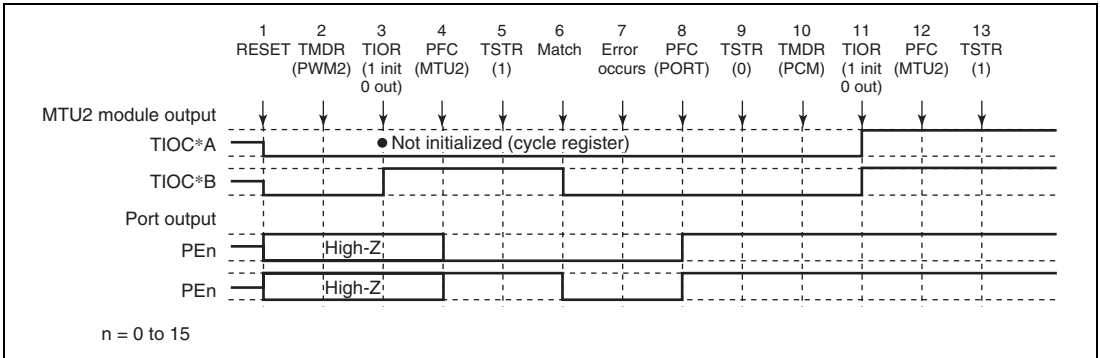 1 2 3 4 5 6 7 8 9 10 11 12 13
RESET TMDR TIOR PFC TSTR Match Error PFC TSTR TMDR TIOR PFC TSTR
(PWM2) (1 init (MTU2) (1) occurs (PORT) (0) (PCM) (1 init (MTU2) (1)
0 out) 0 out)
MTU2 module output
TIOC*A ● Not initialized (cycle register)
TIOC*B
Port output
PEn High-Z
PEn High-Z
n = 0 to 15